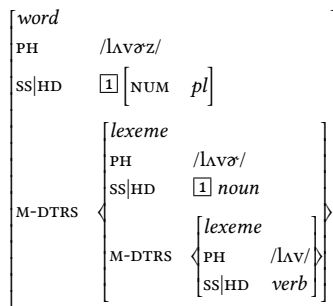 word
PH /lʌvɚz/
SS|HD 1 [NUM pl]
lexeme
PH /lʌvɚ/
SS|HD 1 noun
M-DTRS
lexeme
M-DTRS PH /lʌv/
SS|HD verb